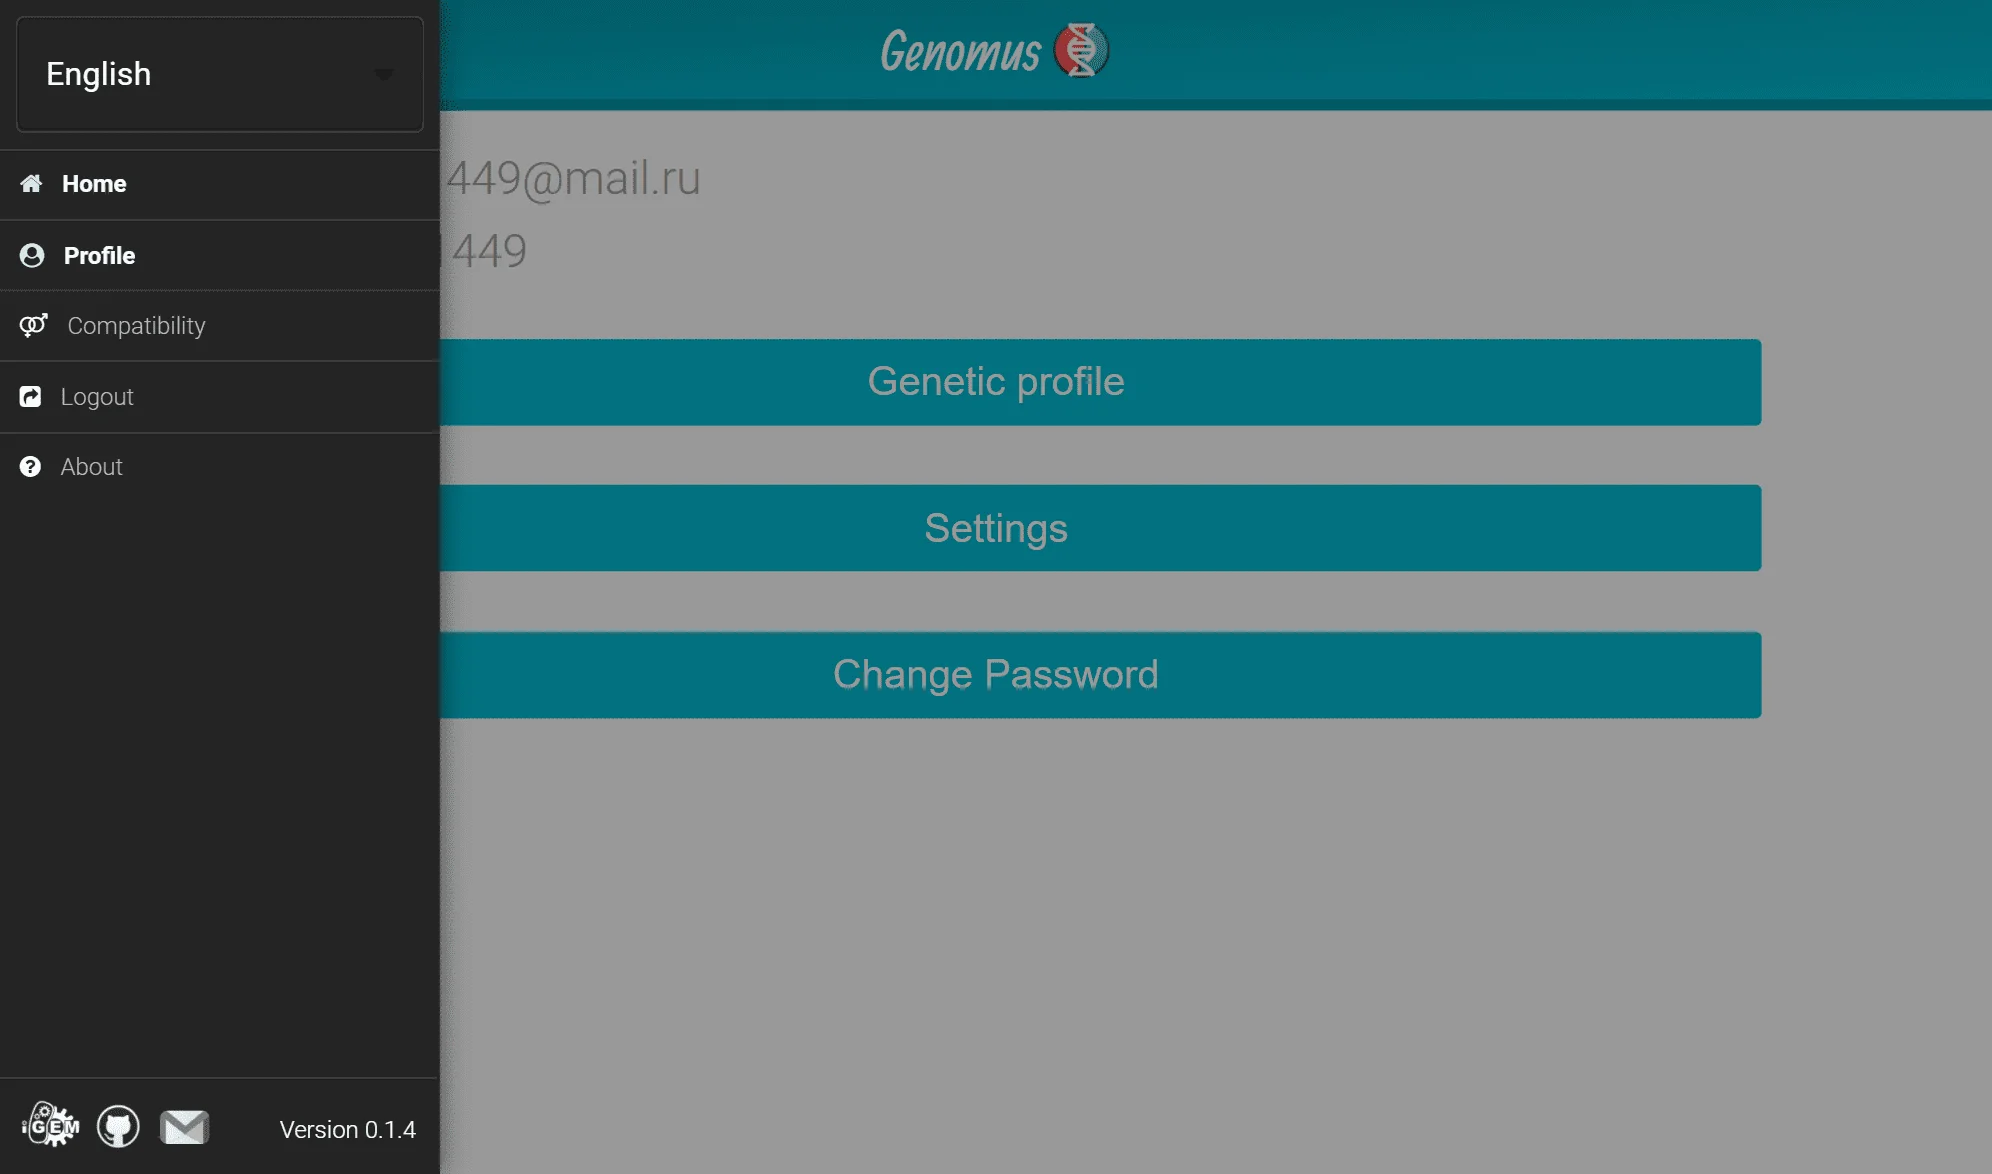 English
Home
Profile
Compatibility
Logout
About
iGEM
Version 0.1.4
Genomus
449@mail.ru
449
Genetic profile
Settings
Change Password